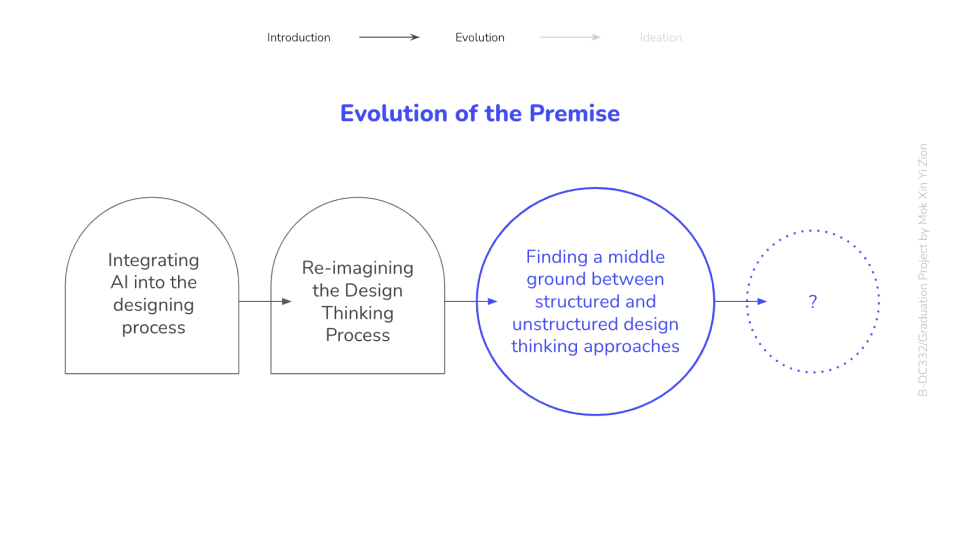 Introduction
Evolution
Ideation
Evolution of the Premise
Integrating
AI into the
designing
process
Re-imagining
the Design
Thinking
Process
Finding a middle
ground between
structured and
unstructured design
thinking approaches
?
B-DC332/Graduation Project by Mok Xin Yi Zion